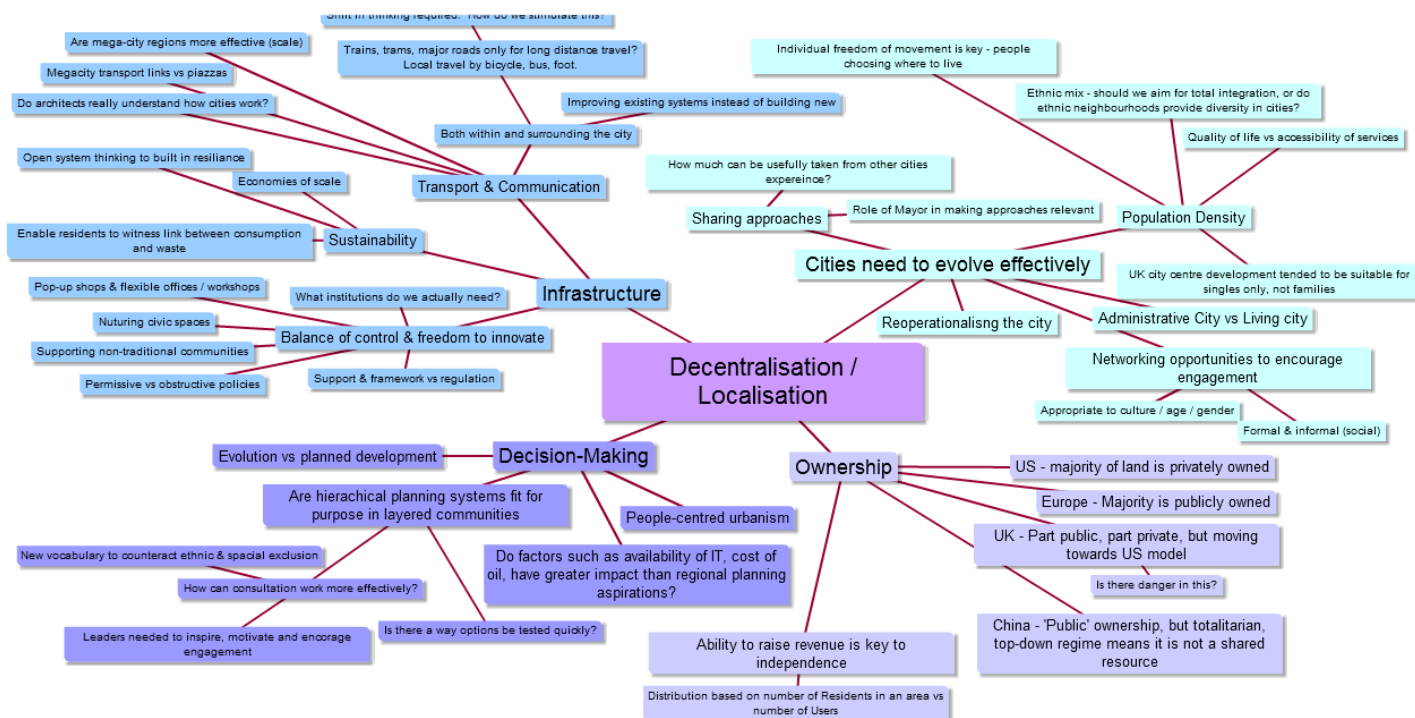 Shift in thinking required. How do we stimulate this?
Are mega-city regions more effective (scale)
Trains, trams, major roads only for long distance travel?
Local travel by bicycle, bus, foot.
Megacity transport links vs piazzas
Do architects really understand how cities work?
Improving existing systems instead of building new
Both within and surrounding the city
Open system thinking to built in resiliance
Economies of scale
Transport & Communication
Enable residents to witness link between consumption
and waste
Sustainability
Pop-up shops & flexible offices / workshops
What institutions do we actually need?
Infrastructure
Nuturing civic spaces
Balance of control & freedom to innovate
Supporting non-traditional communities
Permissive vs obstructive policies
Support & framework vs regulation
Individual freedom of movement is key - people
choosing where to live
Ethnic mix - should we aim for total integration, or do
ethnic neighbourhoods provide diversity in cities?
Quality of life vs accessibility of services
How much can be usefully taken from other cities
expereince?
Sharing approaches
Role of Mayor in making approaches relevant
Population Density
Cities need to evolve effectively
UK city centre development tended to be suitable for
singles only, not families
Reoperationalisng the city
Administrative City vs Living city
Networking opportunities to encourage
engagement
Appropriate to culture / age / gender
Formal & informal (social)
Decentralisation /
Localisation
Evolution vs planned development
Decision-Making
Are hierachical planning systems fit for
purpose in layered communities
People-centred urbanism
New vocabulary to counteract ethnic & spacial exclusion
Do factors such as availability of IT, cost of
oil, have greater impact than regional planning
aspirations?
How can consultation work more effectively?
Leaders needed to inspire, motivate and encorage
engagement
Is there a way options be tested quickly?
Ownership
US - majority of land is privately owned
Europe - Majority is publicly owned
UK - Part public, part private, but moving
towards US model
Is there danger in this?
China - 'Public' ownership, but totalitarian,
top-down regime means it is not a shared
resource
Ability to raise revenue is key to
independence
Distribution based on number of Residents in an area vs
number of Users